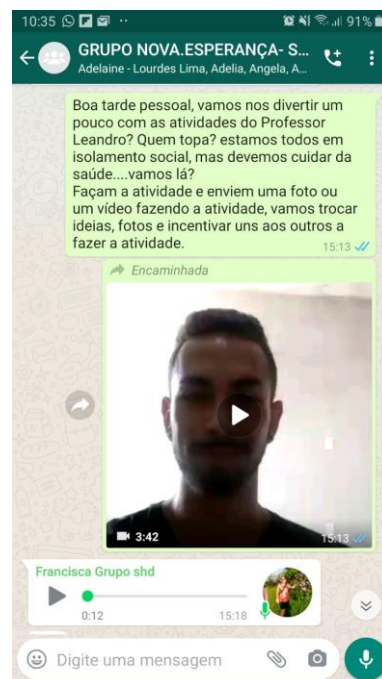 10:35 91%
GRUPO NOVA.ESPERANÇA- S...
Adelaine - Lourdes Lima, Adelia, Angela, A...
Boa tarde pessoal, vamos nos divertir um
pouco com as atividades do Professor
Leandro? Quem topa? estamos todos em
isolamento social, mas devemos cuidar da
saúde....vamos lá?
Façam a atividade e enviem uma foto ou
um vídeo fazendo a atividade, vamos trocar
ideias, fotos e incentivar uns aos outros a
fazer a atividade.
15:13
Encaminhada
3:42 15:13
Francisca Grupo shd
0:12 15:18
Digite uma mensagem